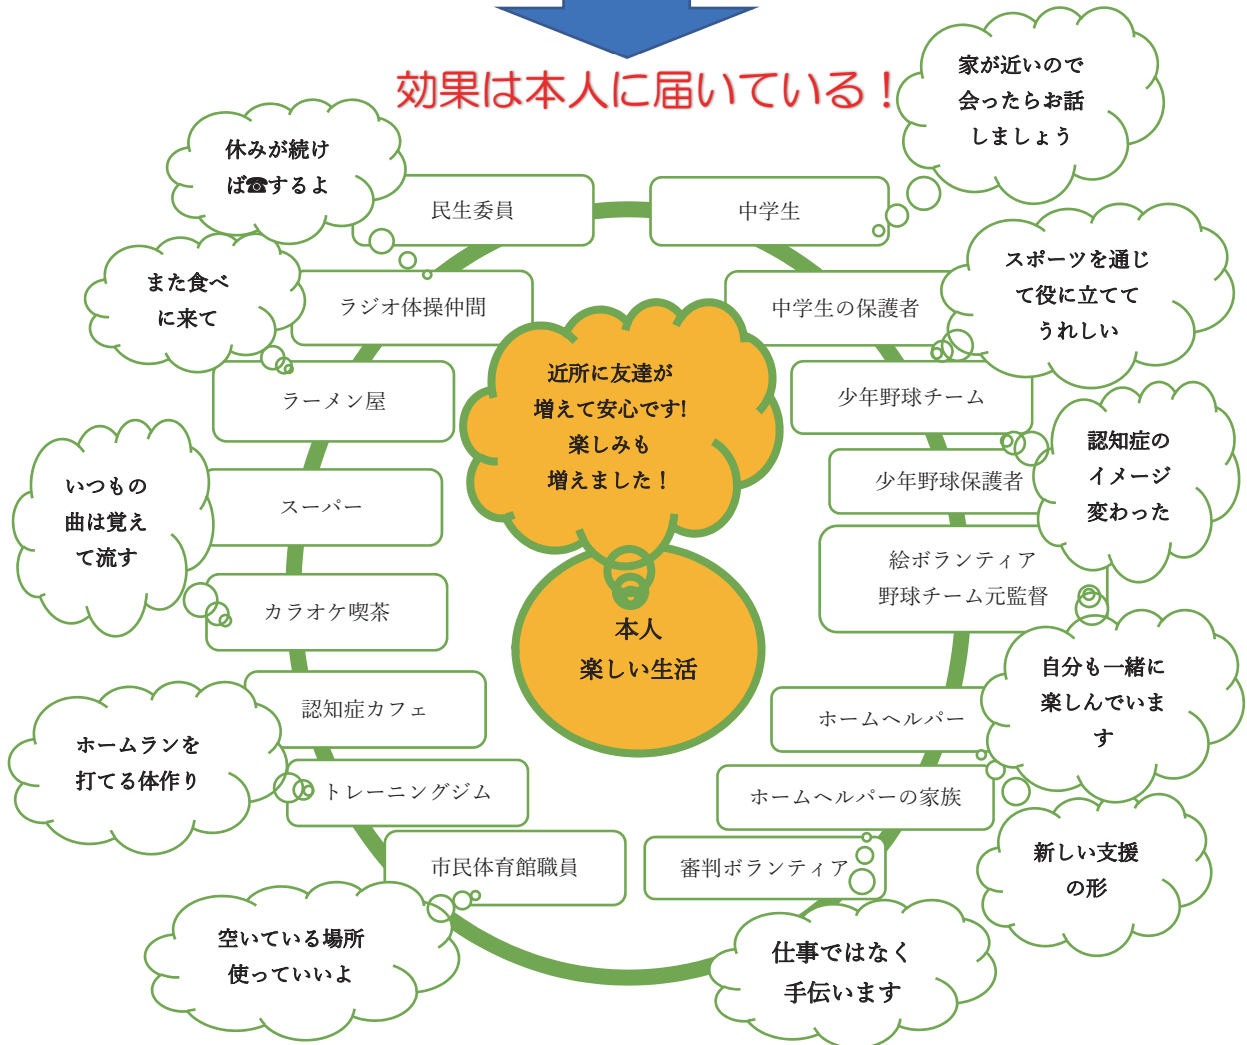 効果は本人に届いている！
家が近いので
会ったらお話
しましょう
休みが続け
ば☎するよ
民生委員
中学生
また食べ
に来て
ラジオ体操仲間
中学生の保護者
スポーツを通じ
て役に立てて
うれしい
ラーメン屋
近所に友達が
増えて安心です!
楽しみも
増えました！
少年野球チーム
いつもの
曲は覚え
て流す
スーパー
少年野球保護者
認知症の
イメージ
変わった
カラオケ喫茶
絵ボランティア
野球チーム元監督
本人
楽しい生活
認知症カフェ
ホームヘルパー
自分も一緒に
楽しんでいま
す
ホームランを
打てる体作り
トレーニングジム
ホームヘルパーの家族
新しい支援
の形
市民体育館職員
審判ボランティア
空いている場所
使っていいよ
仕事ではなく
手伝います